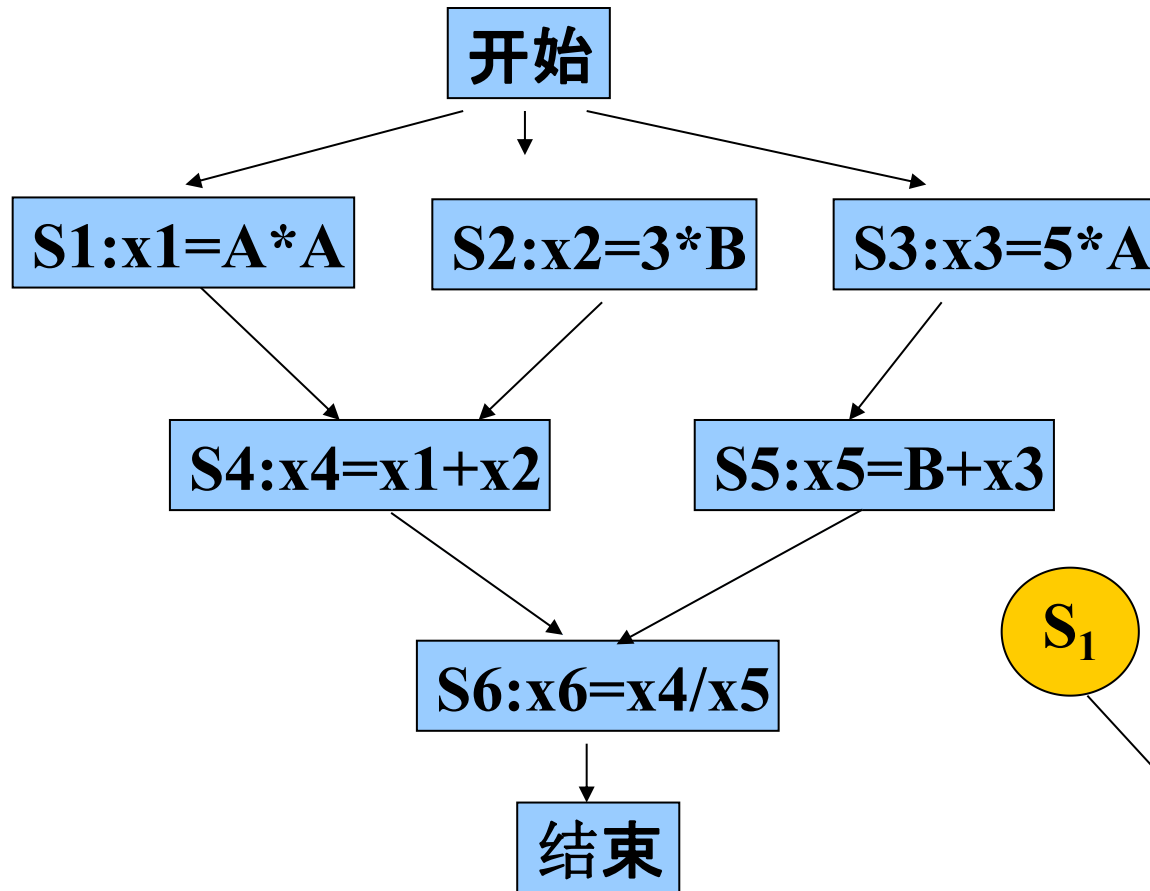 开始
S1:x1=A*A
S2:x2=3*B
S3:x3=5*A
S4:x4=x1+x2
S5:x5=B+x3
S₁
S6:x6=x4/x5
结束